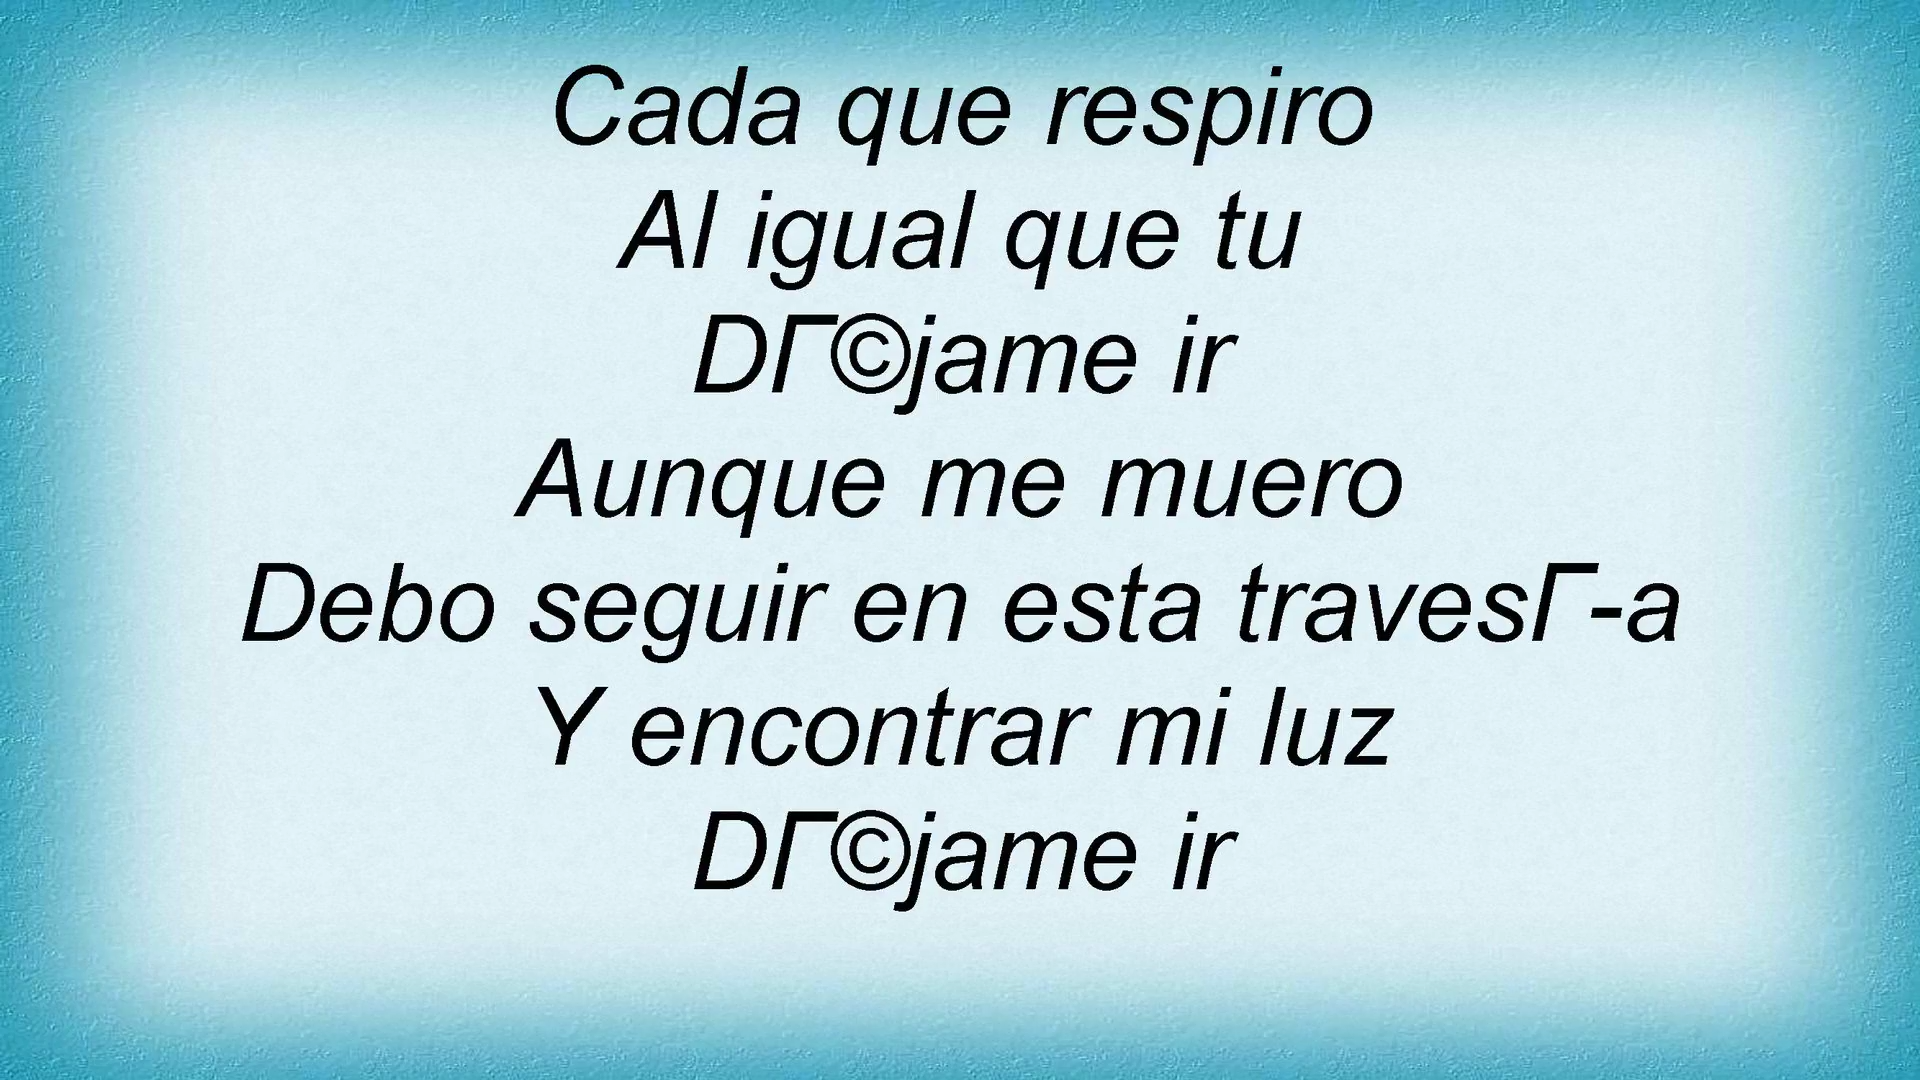 Cada que respiro
Al igual que tu
DГ©jame ir
Aunque me muero
Debo seguir en esta travesГ-a
Y encontrar mi luz
DГ©jame ir